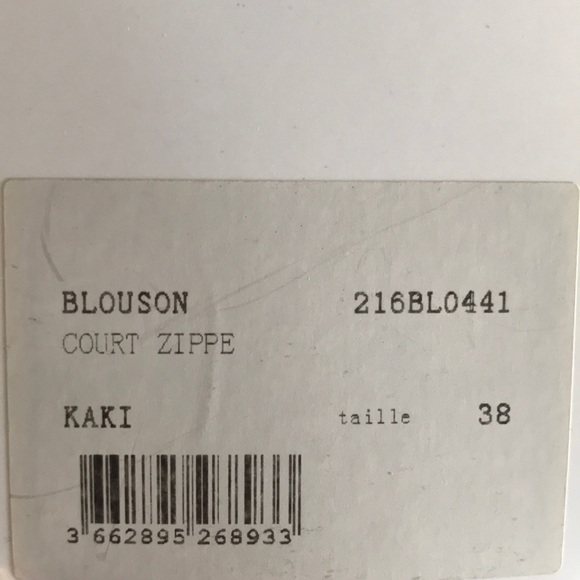 BLOUSON 216BL0441
COURT ZIPPE
KAKI taille 38
3 662895 268933